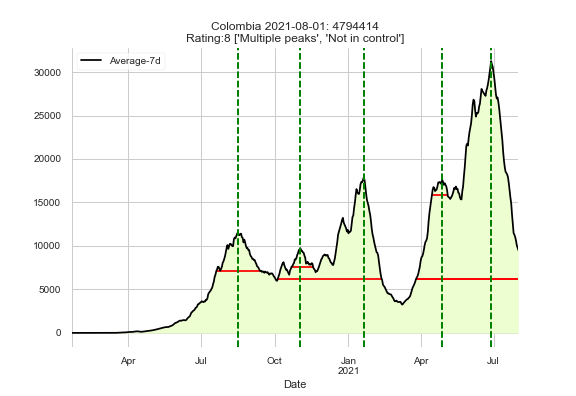 Colombia 2021-08-01: 4794414
Rating:8 ['Multiple peaks', 'Not in control']
Average-7d
30000
25000
20000
15000
10000
5000
0
Apr Jul Oct Jan Apr Jul
2021
Date